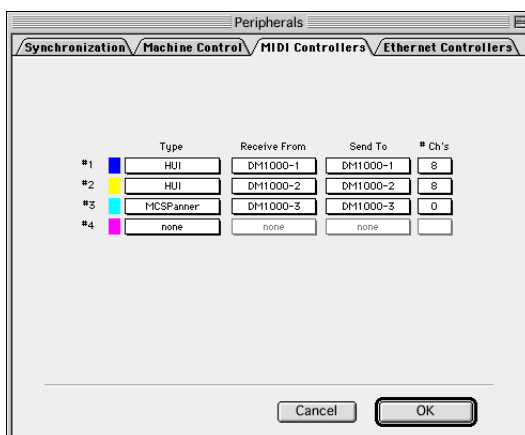 Peripherals
Synchronization Machine Control MIDI Controllers Ethernet Controllers
Type Receive From Send To # Ch's
#1 HUI DM1000-1 DM1000-1 8
#2 HUI DM1000-2 DM1000-2 8
#3 MCSPanner DM1000-3 DM1000-3 0
#4 none none none
Cancel OK